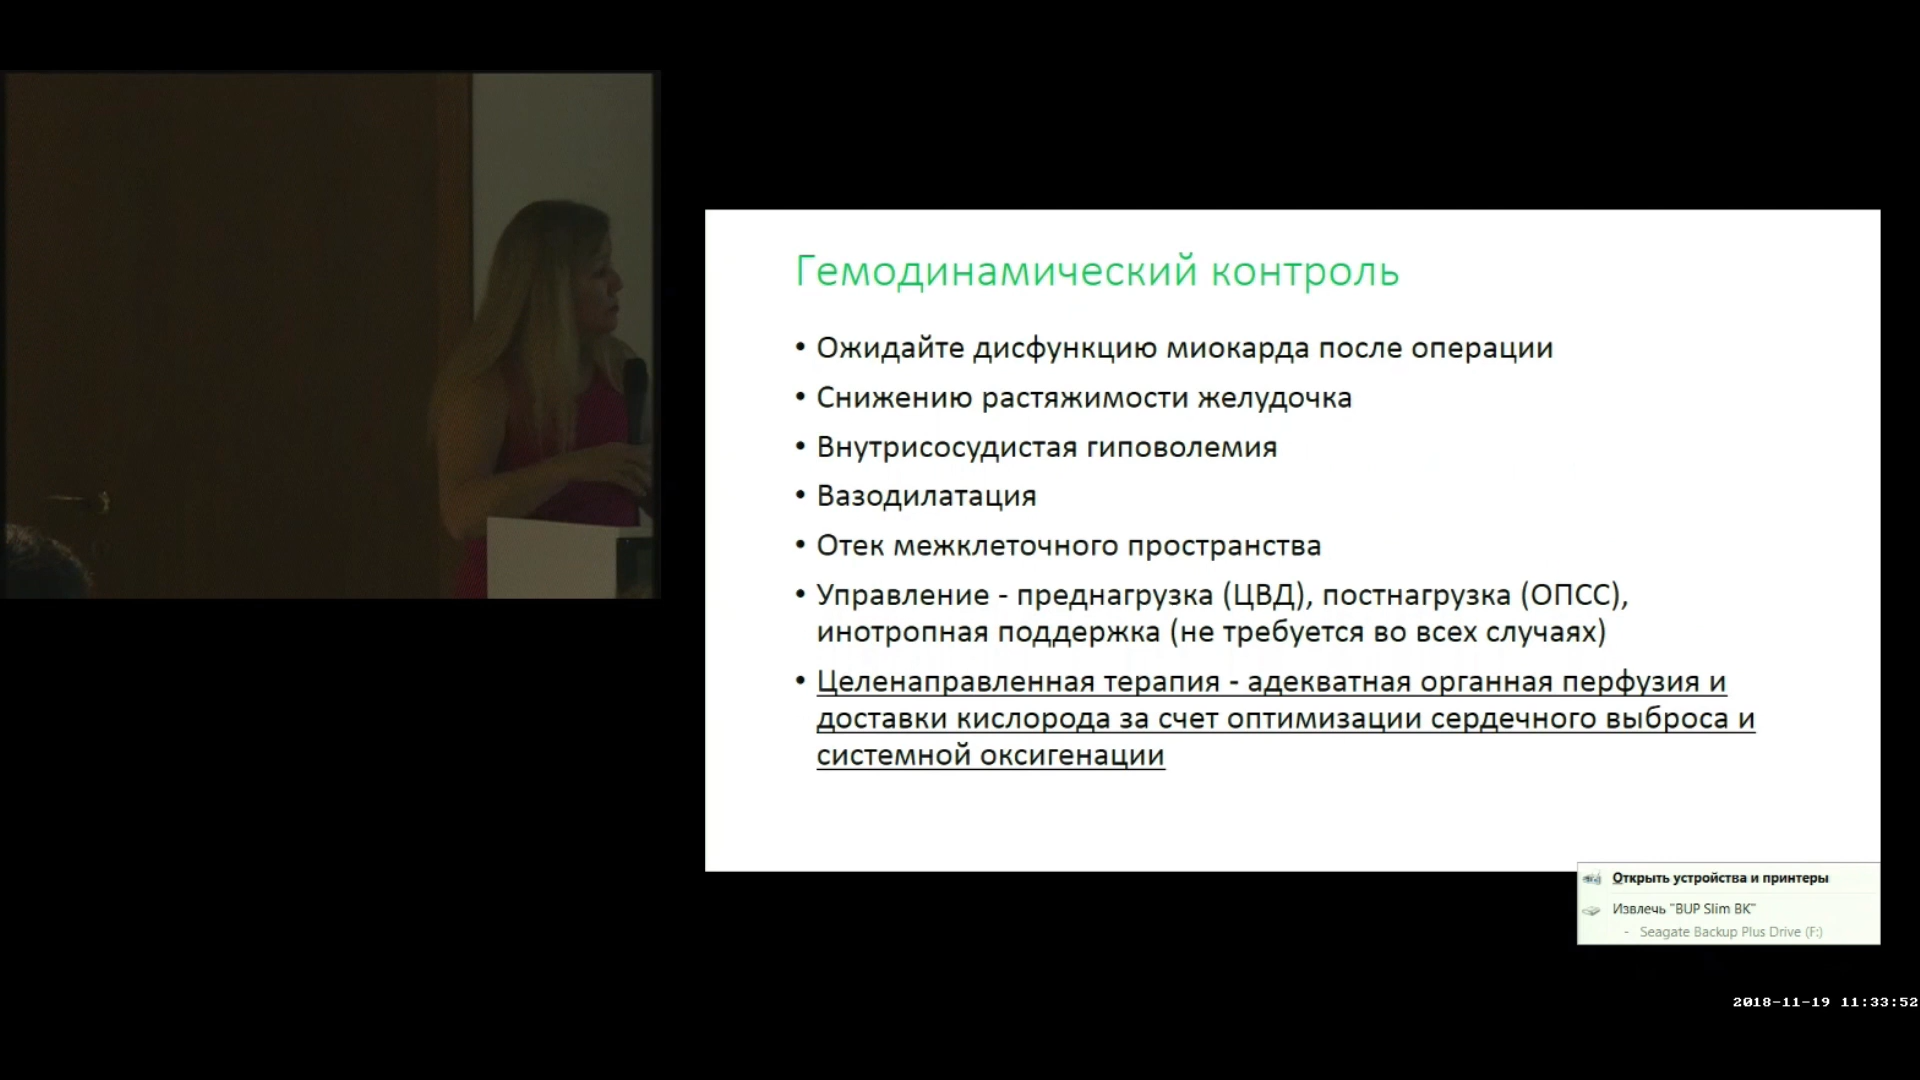 Гемодинамический контроль
• Ожидайте дисфункцию миокарда после операции
• Снижению растяжимости желудочка
• Внутрисосудистая гиповолемия
• Вазодилатация
• Отек межклеточного пространства
• Управление - преднагрузка (ЦВД), постнагрузка (ОПСС),
инотропная поддержка (не требуется во всех случаях)
• Целенаправленная терапия - адекватная органная перфузия и
доставки кислорода за счет оптимизации сердечного выброса и
системной оксигенации
Открыть устройства и принтеры
Извлечь "BUP Slim BK"
- Seagate Backup Plus Drive (F:)
2018-11-19 11:33:52